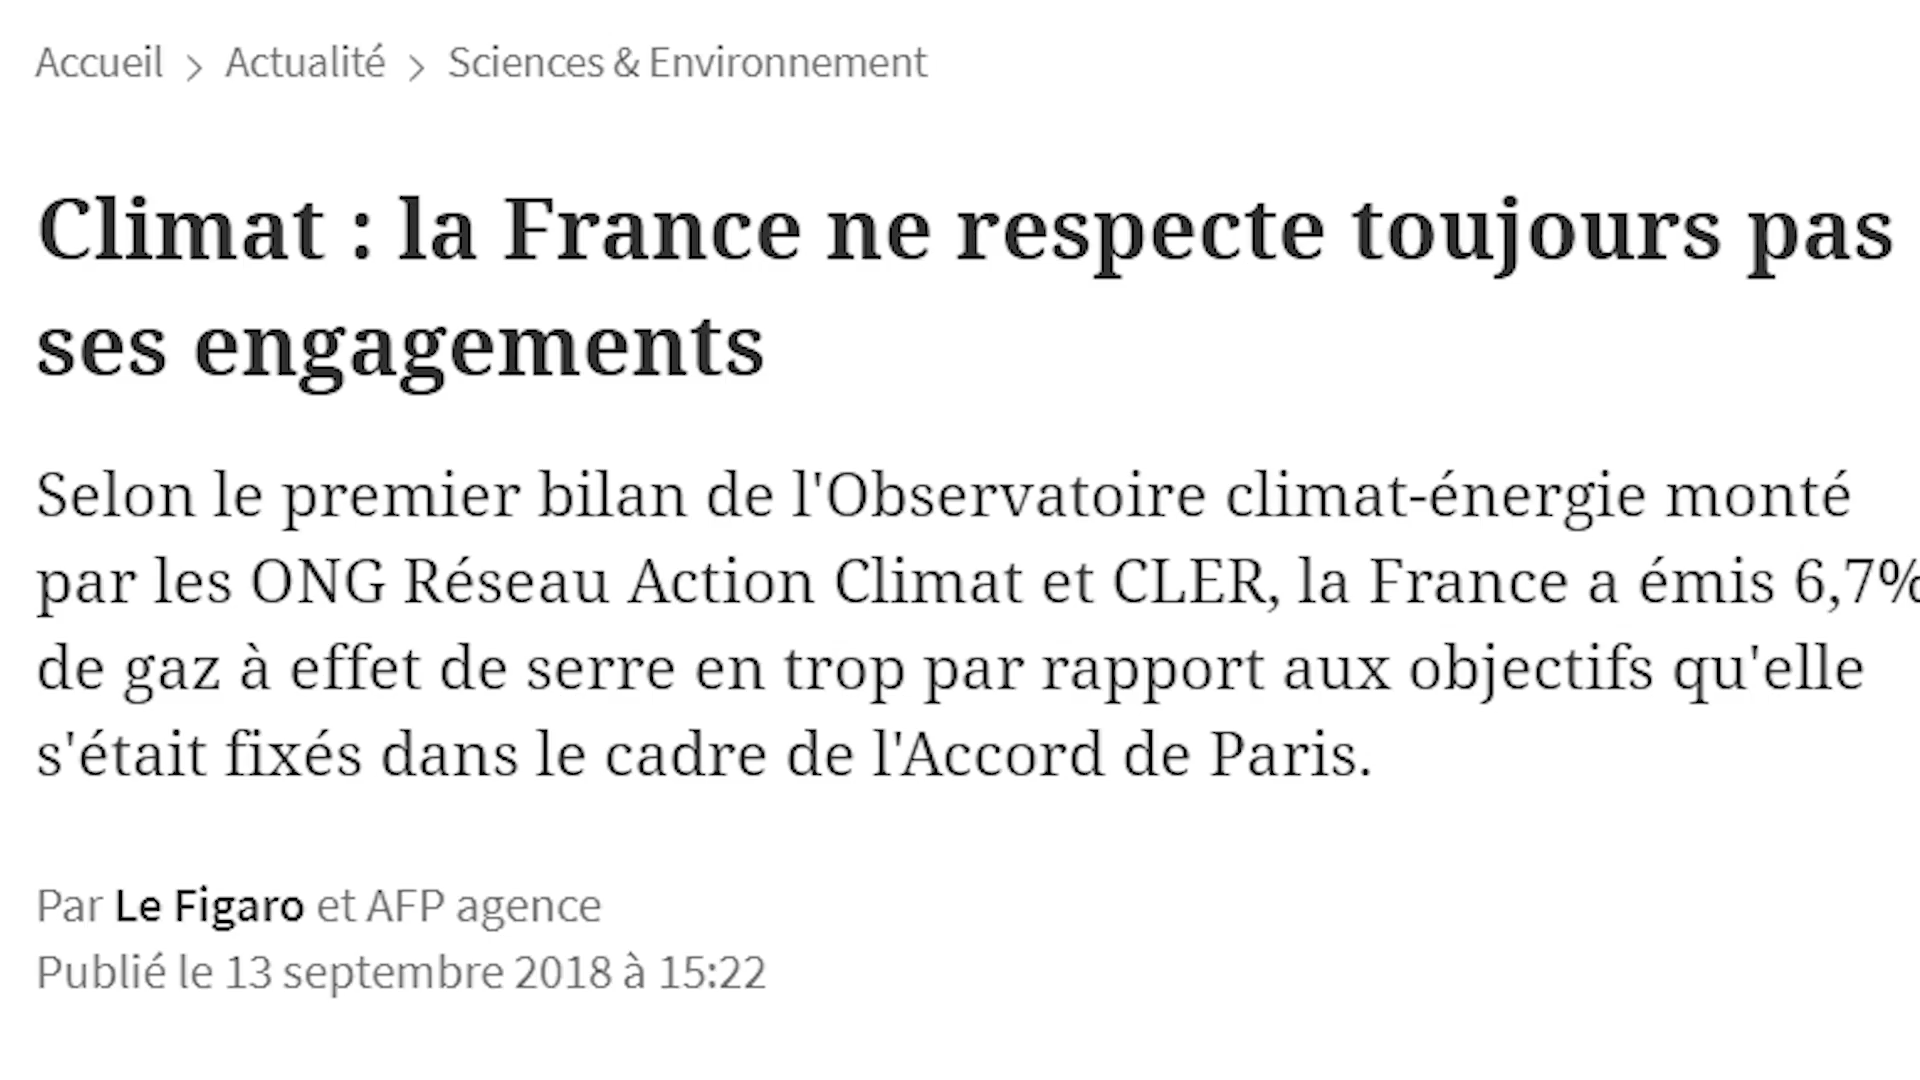 Accueil > Actualité > Sciences & Environnement
Climat : la France ne respecte toujours pas
ses engagements
Selon le premier bilan de l'Observatoire climat-énergie monté
par les ONG Réseau Action Climat et CLER, la France a émis 6,7%
de gaz à effet de serre en trop par rapport aux objectifs qu'elle
s'était fixés dans le cadre de l'Accord de Paris.
Par Le Figaro et AFP agence
Publié le 13 septembre 2018 à 15:22